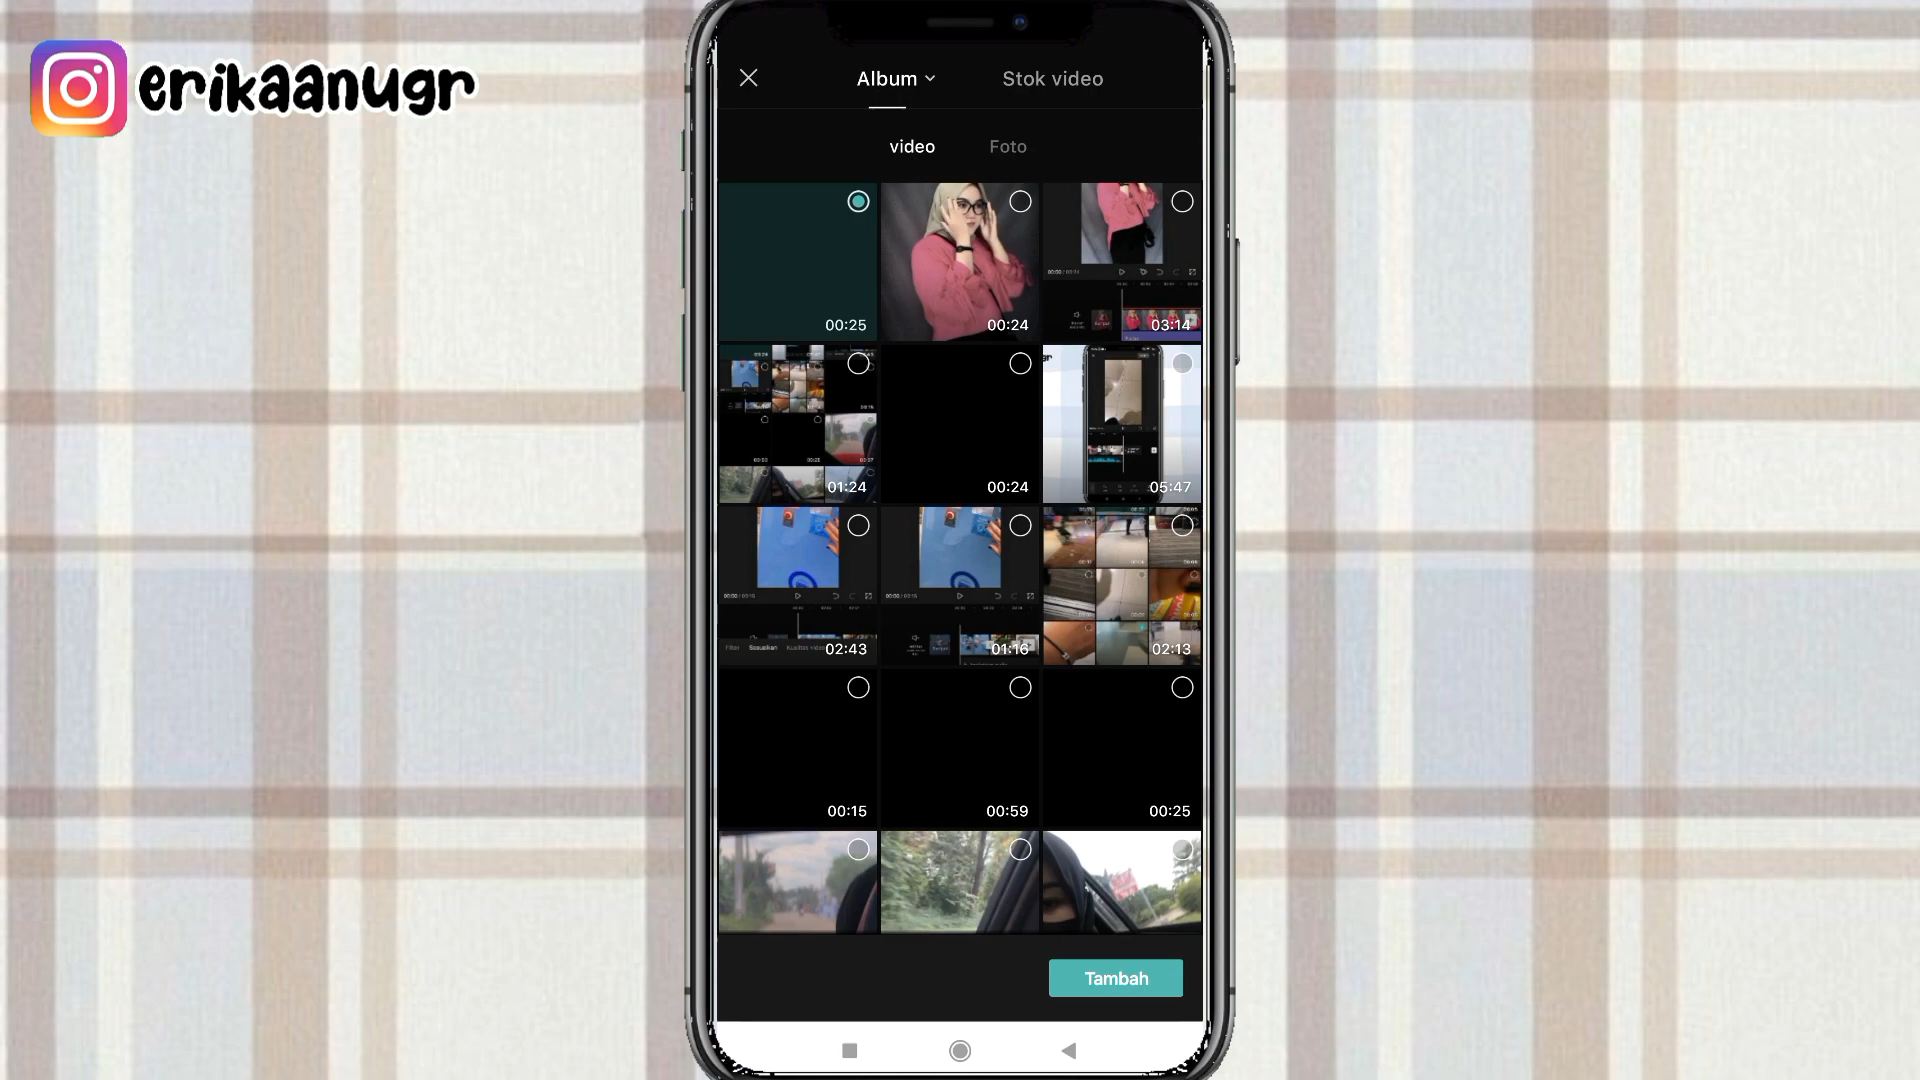 erikaanugr
Album
Stok video
video
Foto
00:25
00:24
03:14
01:24
00:24
05:47
02:43
01:16
02:13
00:15
00:59
00:25
Tambah